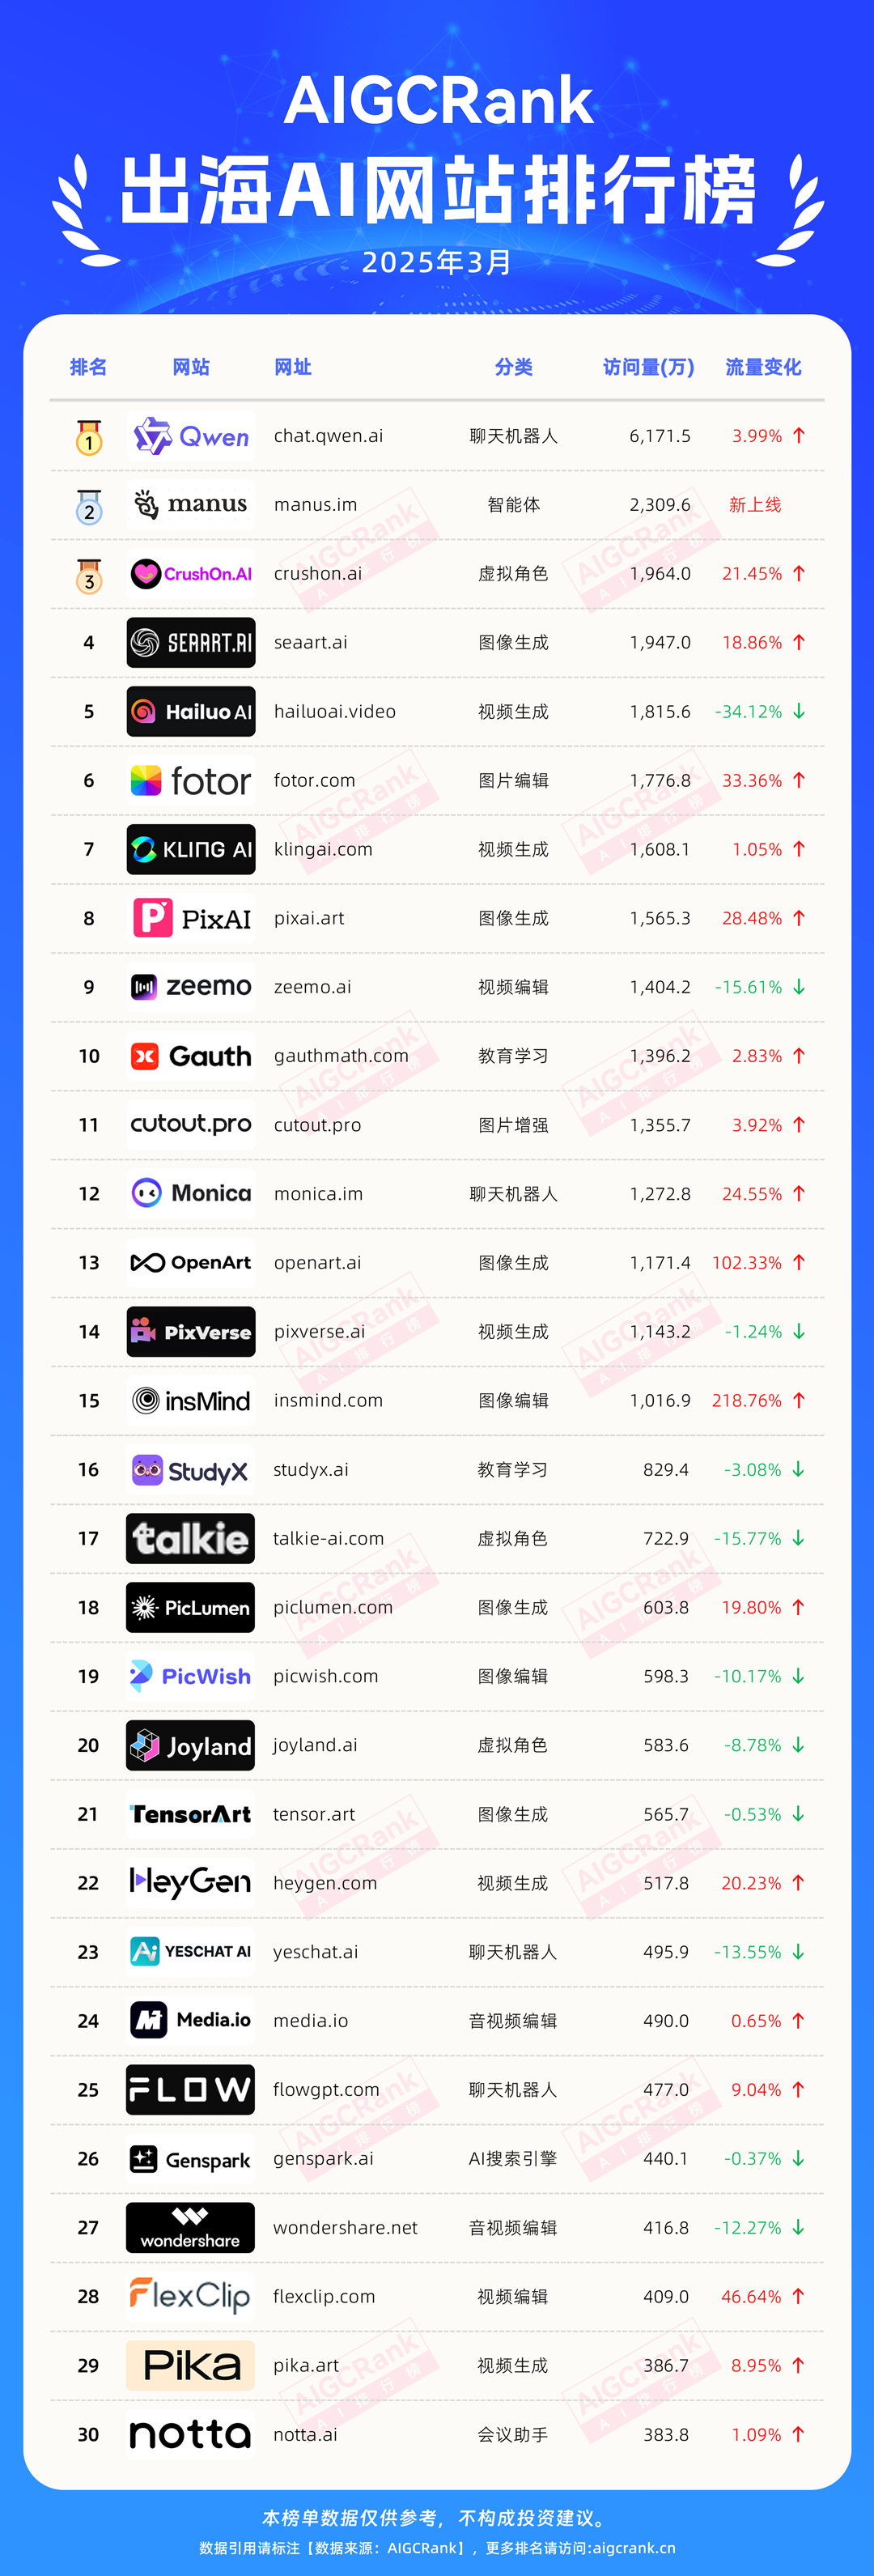 AIGCRank
出海AI网站排行榜
2025年3月
排名 网站 网址 分类 访问量(万) 流量变化
1 Qwen chat.qwen.ai 聊天机器人 6,171.5 3.99% ↑
2 manus manus.im 智能体 2,309.6 新上线
3 CrushOn.AI crushon.ai 虚拟角色 1,964.0 21.45% ↑
4 SEAART.AI seaart.ai 图像生成 1,947.0 18.86% ↑
5 Hailuo AI hailuoai.video 视频生成 1,815.6 -34.12% ↓
6 fotor fotor.com 图片编辑 1,776.8 33.36% ↑
7 KLING AI klingai.com 视频生成 1,608.1 1.05% ↑
8 PixAI pixai.art 图像生成 1,565.3 28.48% ↑
9 zeemo zeemo.ai 视频编辑 1,404.2 -15.61% ↓
10 Gauth gauthmath.com 教育学习 1,396.2 2.83% ↑
11 cutout.pro cutout.pro 图片增强 1,355.7 3.92% ↑
12 Monica monica.im 聊天机器人 1,272.8 24.55% ↑
13 OpenArt openart.ai 图像生成 1,171.4 102.33% ↑
14 PixVerse pixverse.ai 视频生成 1,143.2 -1.24% ↓
15 insMind insmind.com 图像编辑 1,016.9 218.76% ↑
16 StudyX studyx.ai 教育学习 829.4 -3.08% ↓
17 talkie talkie-ai.com 虚拟角色 722.9 -15.77% ↓
18 PicLumen piclumen.com 图像生成 603.8 19.80% ↑
19 PicWish picwish.com 图像编辑 598.3 -10.17% ↓
20 Joyland joyland.ai 虚拟角色 583.6 -8.78% ↓
21 TensorArt tensor.art 图像生成 565.7 -0.53% ↓
22 HeyGen heygen.com 视频生成 517.8 20.23% ↑
23 Ai YESCHAT AI yeschat.ai 聊天机器人 495.9 -13.55% ↓
24 Media.io media.io 音视频编辑 490.0 0.65% ↑
25 FLOW flowgpt.com 聊天机器人 477.0 9.04% ↑
26 Genspark genspark.ai AI搜索引擎 440.1 -0.37% ↓
27 wondershare wondershare.net 音视频编辑 416.8 -12.27% ↓
28 FlexClip flexclip.com 视频编辑 409.0 46.64% ↑
29 Pika pika.art 视频生成 386.7 8.95% ↑
30 notta notta.ai 会议助手 383.8 1.09% ↑
本榜单数据仅供参考，不构成投资建议。
数据引用请标注【数据来源：AIGCRank】，更多排名请访问:aigcrank.cn